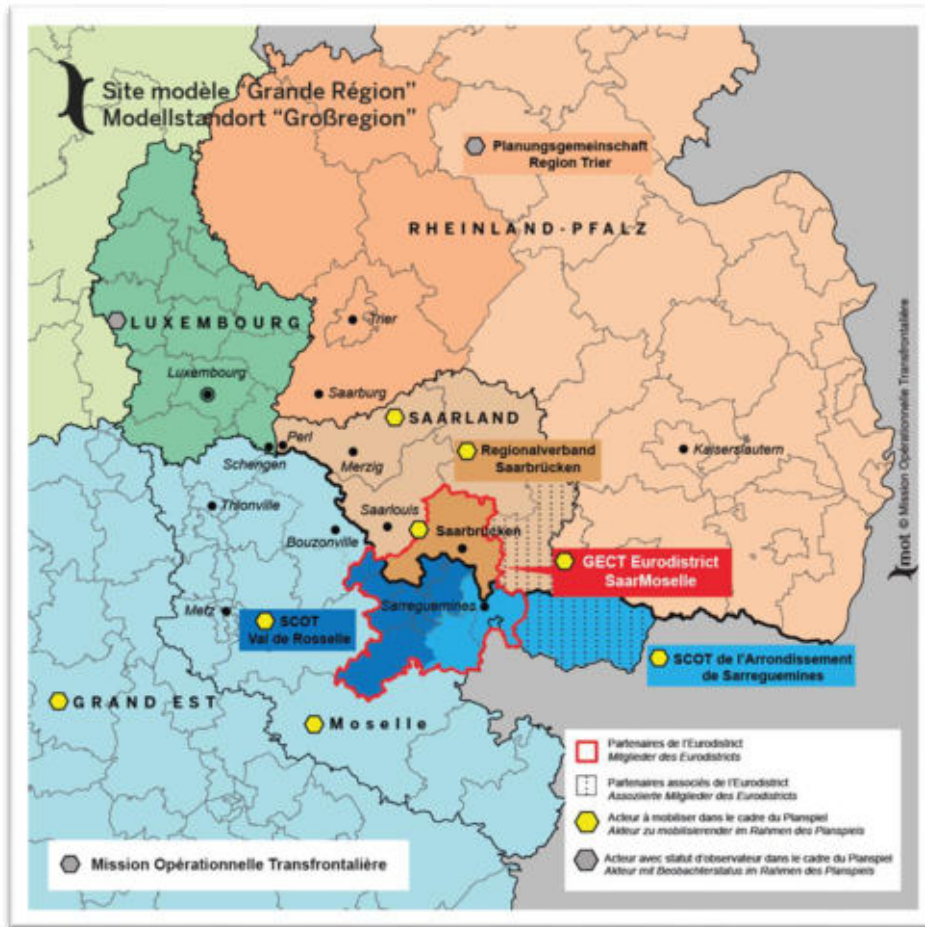 Site modèle "Grande Région"
Modellstandort "Großregion"
Planungsgemeinschaft
Region Trier
RHEINLAND-PFALZ
LUXEMBOURG
Trier
Luxembourg
Saarburg
SAARLAND
Perl
Schengen
Merzig
Regionalverband
Saarbrücken
Kaiserslautern
Thionville
Saarlouis
Bouzonville
Saarbrücken
GECT Eurodistrict
SaarMoselle
Metz
SCOT
Val de Rosselle
Sarreguemines
SCOT de l'Arrondissement
de Sarreguemines
GRAND EST
Moselle
Partenaires de l'Eurodistrict
Mitglieder des Eurodistricts
Partenaires associés de l'Eurodistrict
Assozierte Mitglieder des Eurodistricts
Acteur à mobiliser dans le cadre du Planspiel
Akteur zu mobilisierender im Rahmen des Planspiels
Acteur avec statut d'observateur dans le cadre du Planspiel
Akteur mit Beobachterstatus im Rahmen des Planspiels
Mission Opérationnelle Transfrontalière
mot © Mission Opérationnelle Transfrontalière